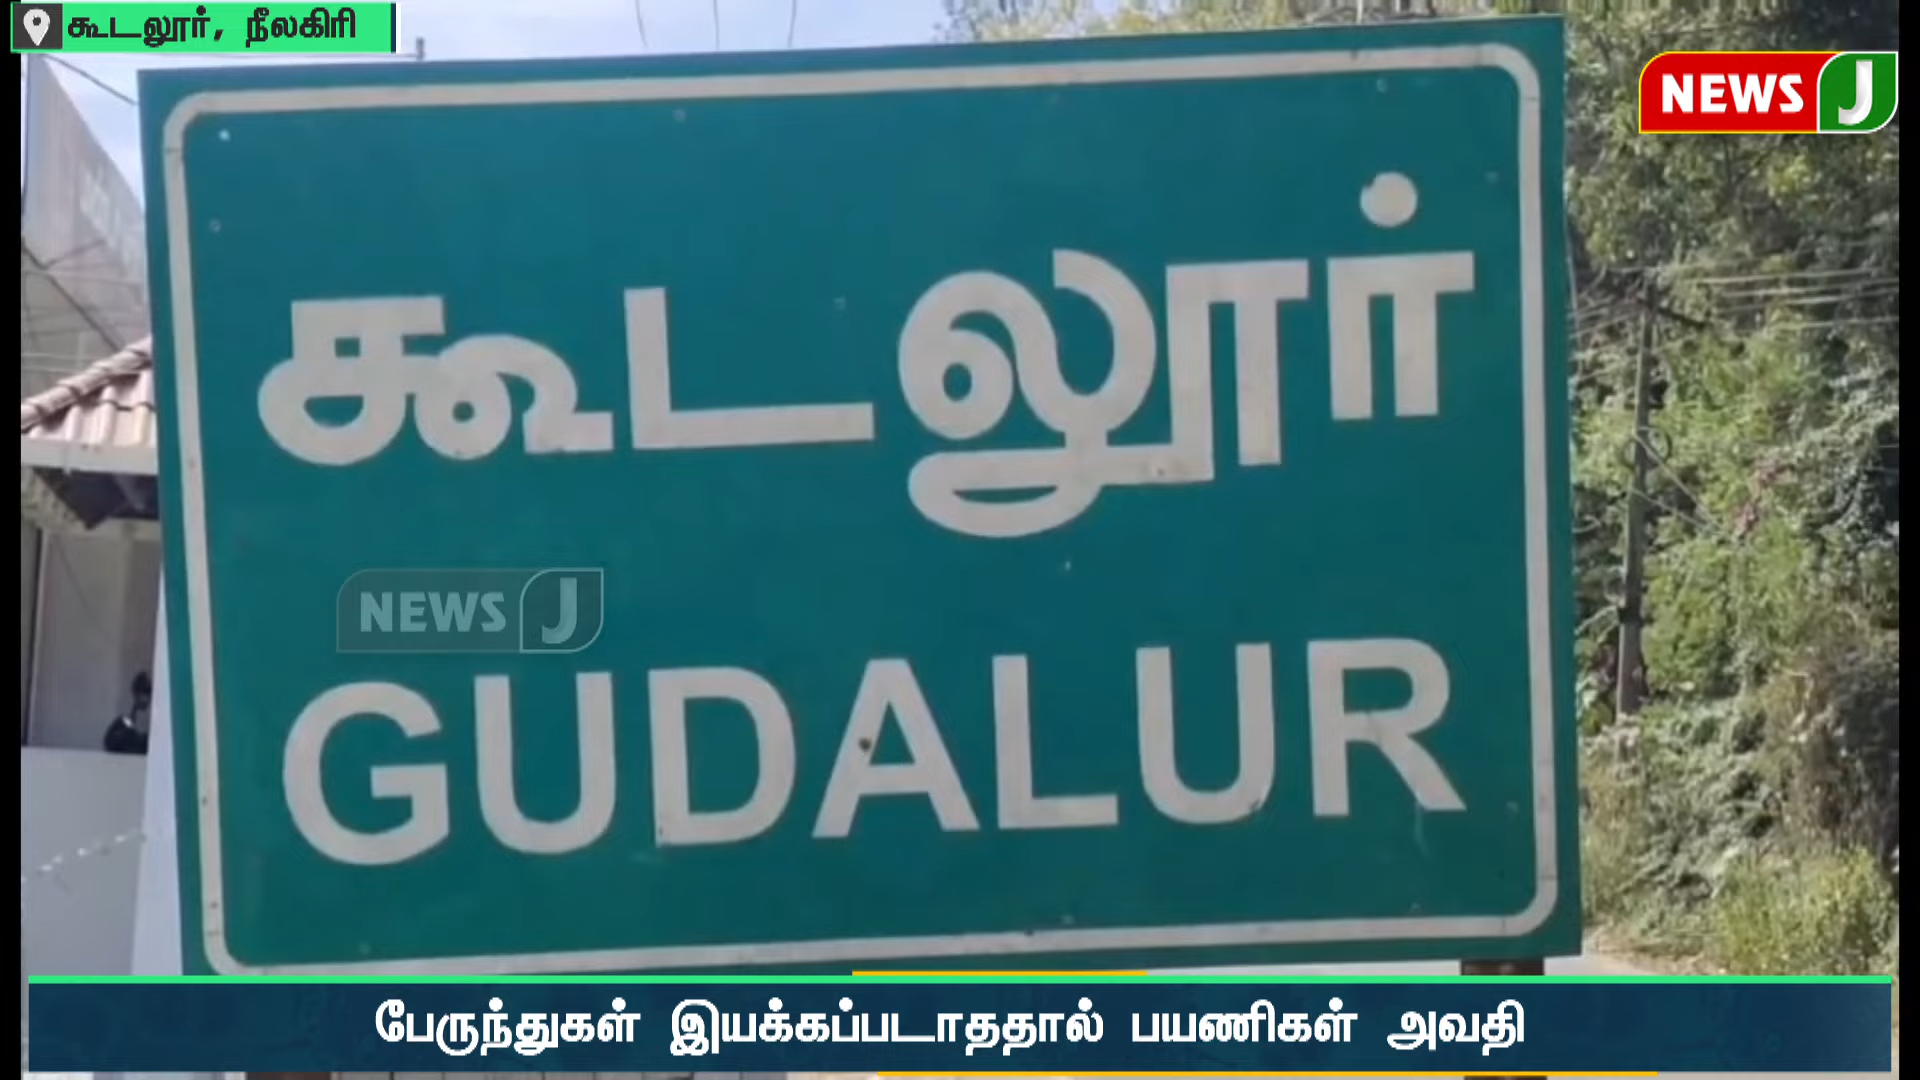 கூடலூர், நீலகிரி
NEWS J
கூடலூர்
NEWS J
GUDALUR
பேருந்துகள் இயக்கப்படாததால் பயணிகள் அவதி